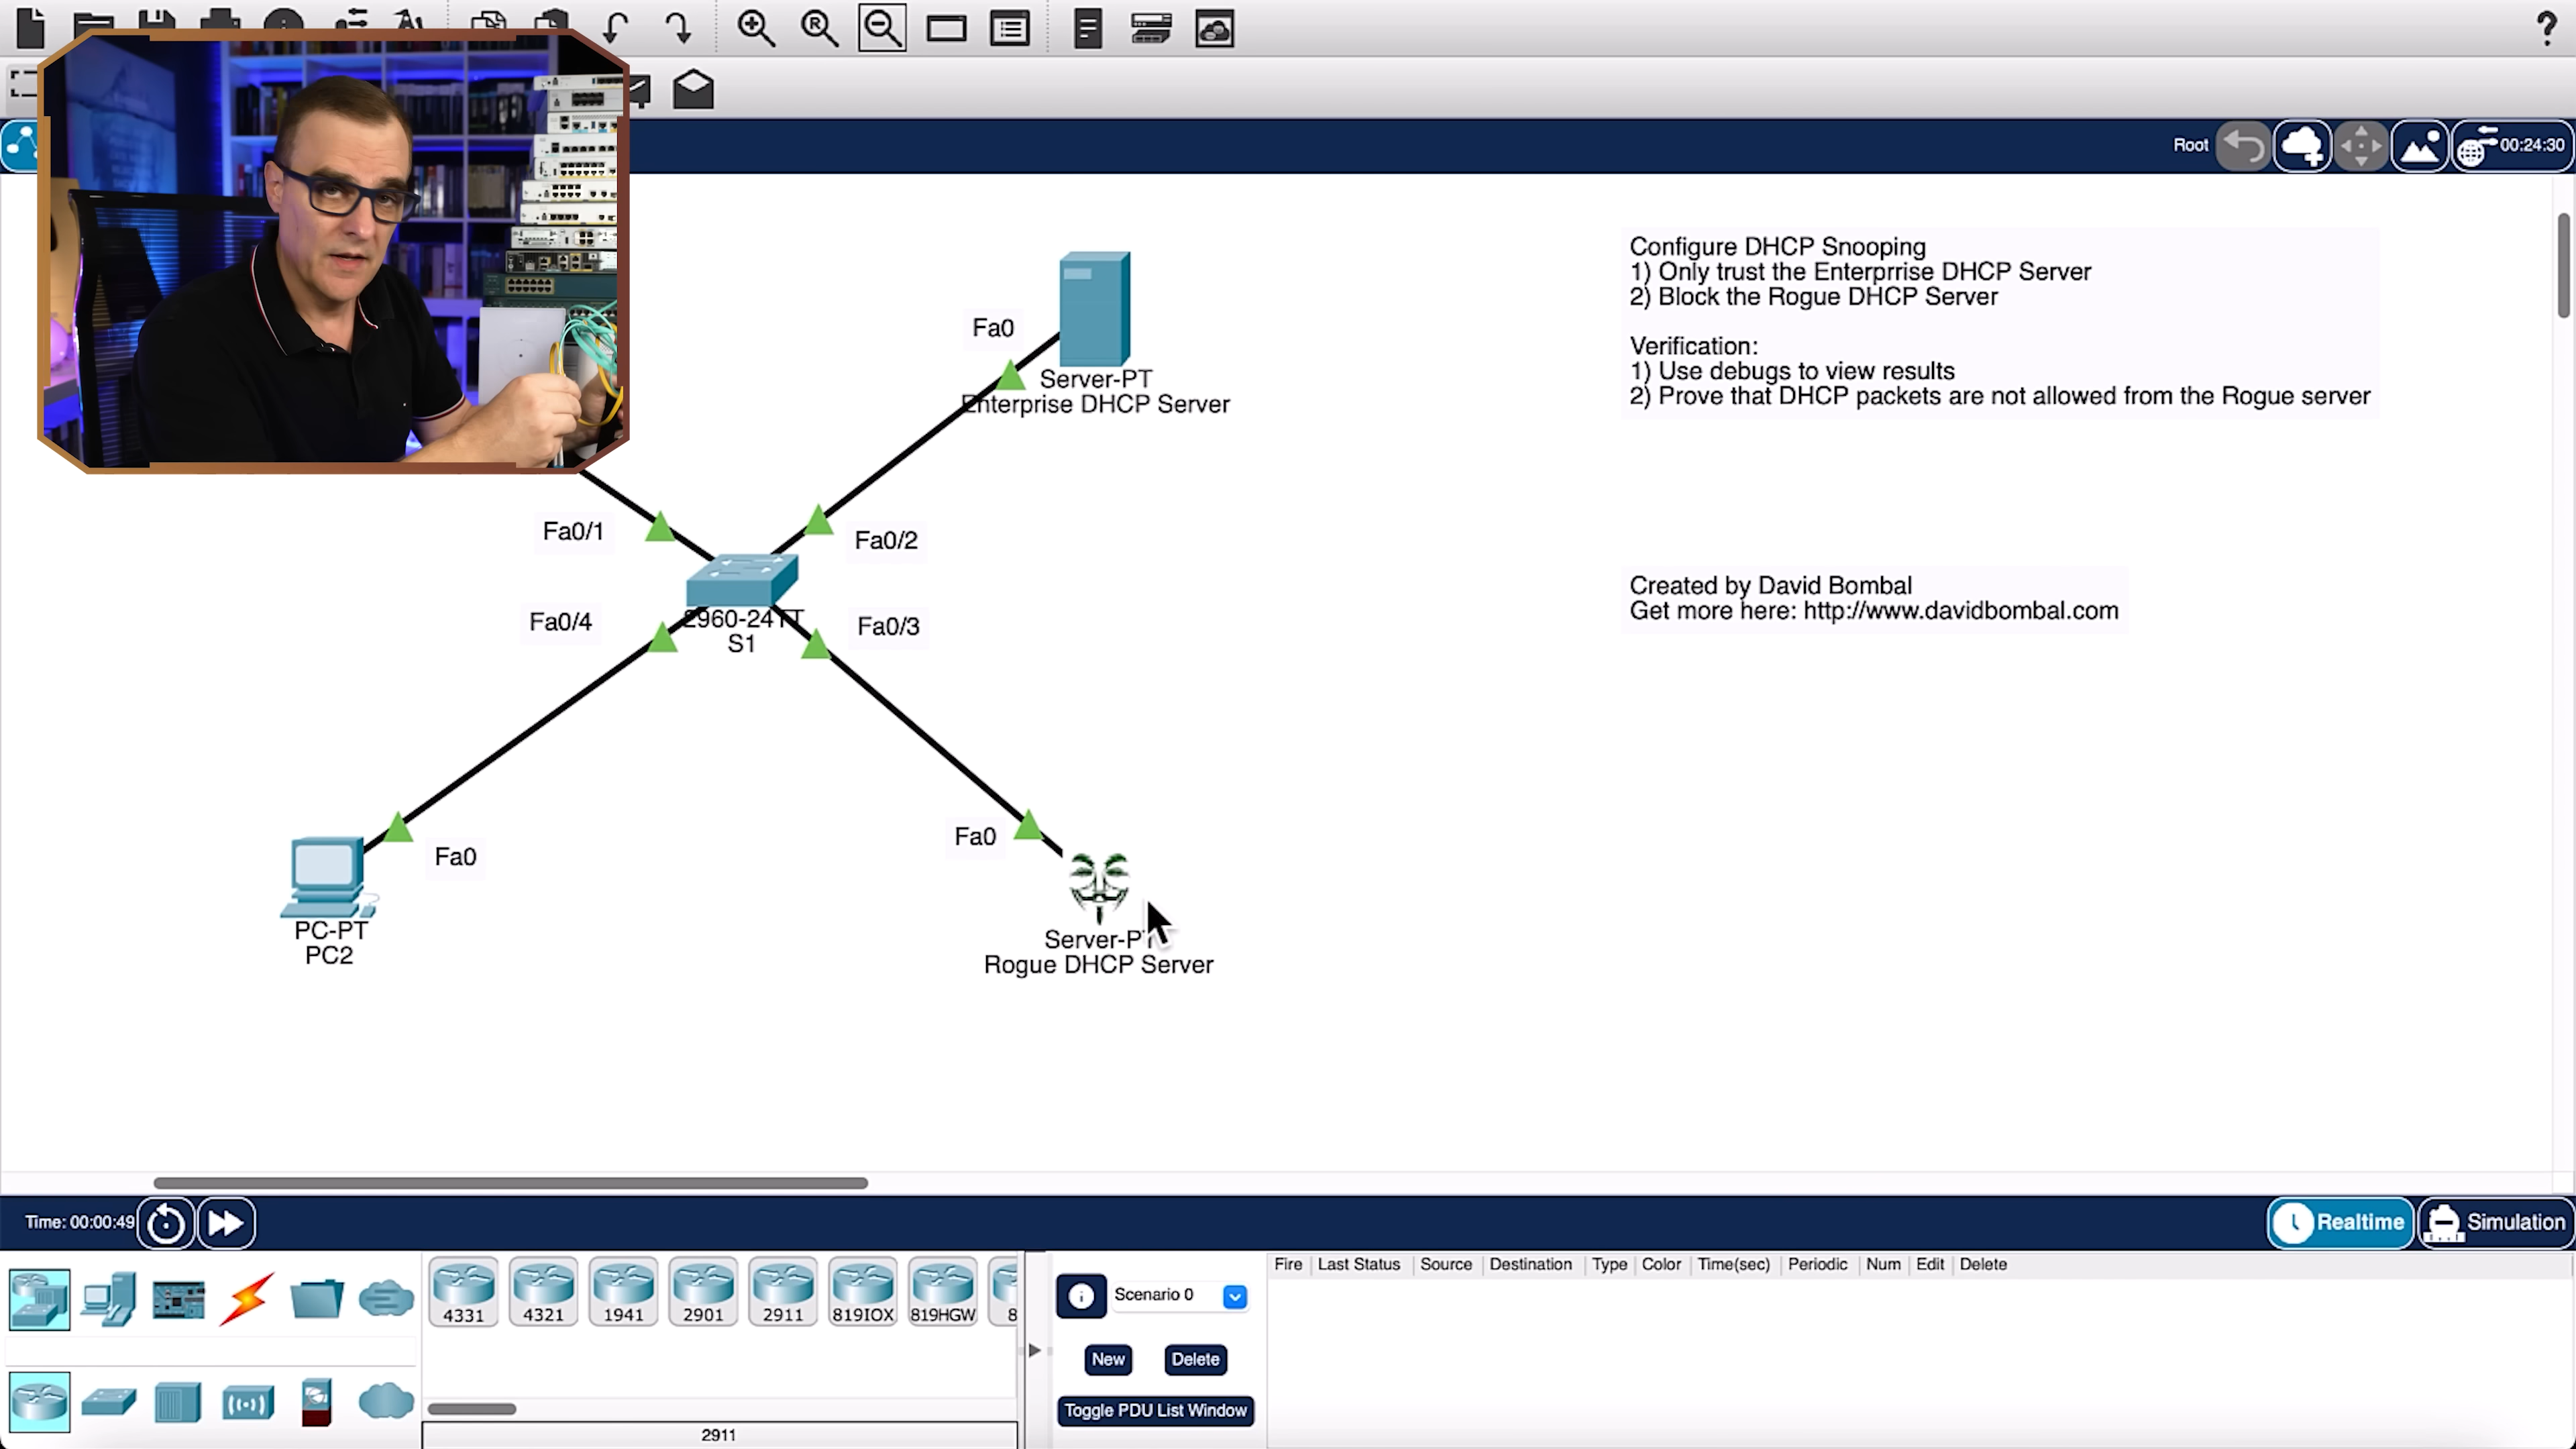 Root
00:24:30
Configure DHCP Snooping
1) Only trust the Enterprrise DHCP Server
2) Block the Rogue DHCP Server
Verification:
1) Use debugs to view results
2) Prove that DHCP packets are not allowed from the Rogue server
Fa0
Server-PT
Enterprise DHCP Server
Fa0/1
Fa0/2
Created by David Bombal
Get more here: http://www.davidbombal.com
Fa0/4
2960-24TT
S1
Fa0/3
Fa0
Fa0
PC-PT
PC2
Server-PT
Rogue DHCP Server
Time: 00:00:49
Realtime
Simulation
Fire Last Status Source Destination Type Color Time(sec) Periodic Num Edit Delete
Scenario 0
4331 4321 1941 2901 2911 819IOX 819HGW 8
New Delete
Toggle PDU List Window
2911